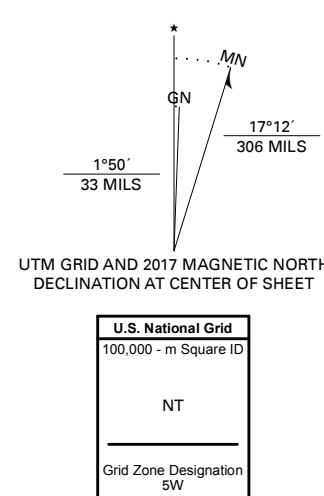 ★
MN
GN
17°12´
306 MILS
1°50´
33 MILS
UTM GRID AND 2017 MAGNETIC NORTH
DECLINATION AT CENTER OF SHEET
U.S. National Grid
100,000 - m Square ID
NT
Grid Zone Designation
5W